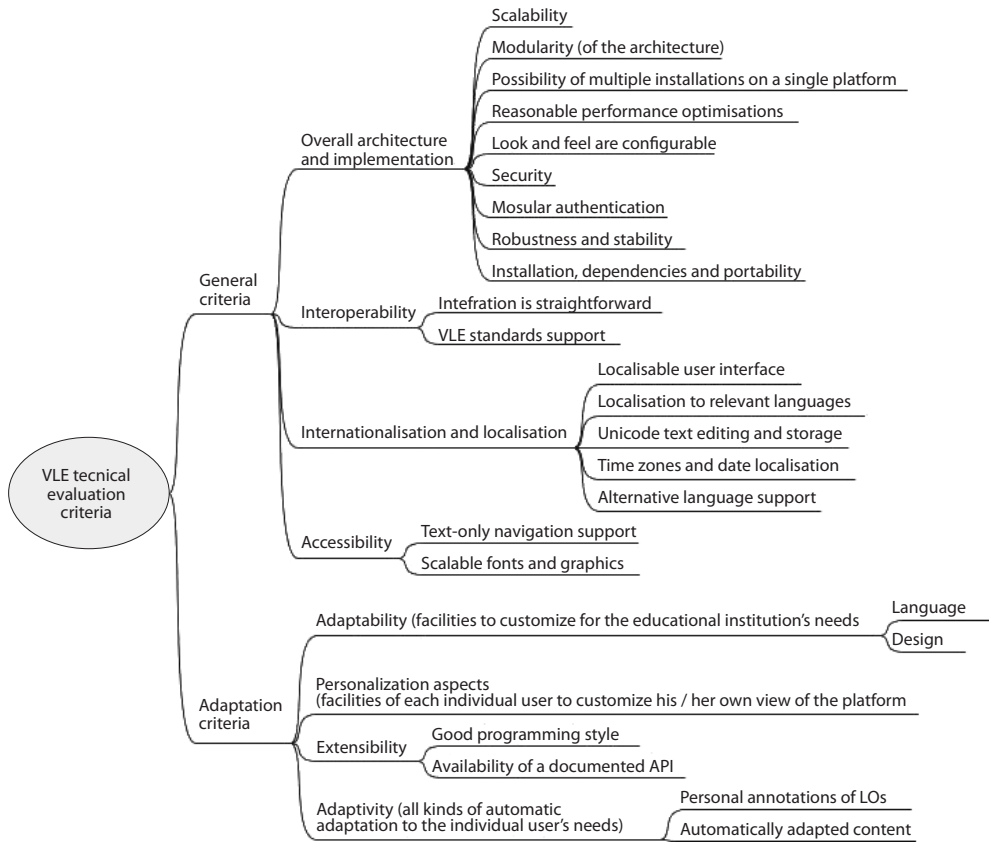 VLE tecnical
evaluation
criteria
General
criteria
Overall architecture
and implementation
Scalability
Modularity (of the architecture)
Possibility of multiple installations on a single platform
Reasonable performance optimisations
Look and feel are configurable
Security
Mosular authentication
Robustness and stability
Installation, dependencies and portability
Interoperability
Intefration is straightforward
VLE standards support
Internationalisation and localisation
Localisable user interface
Localisation to relevant languages
Unicode text editing and storage
Time zones and date localisation
Alternative language support
Accessibility
Text-only navigation support
Scalable fonts and graphics
Adaptation
criteria
Adaptability (facilities to customize for the educational institution's needs
Language
Design
Personalization aspects
(facilities of each individual user to customize his / her own view of the platform
Extensibility
Good programming style
Availability of a documented API
Adaptivity (all kinds of automatic
adaptation to the individual user's needs)
Personal annotations of LOs
Automatically adapted content